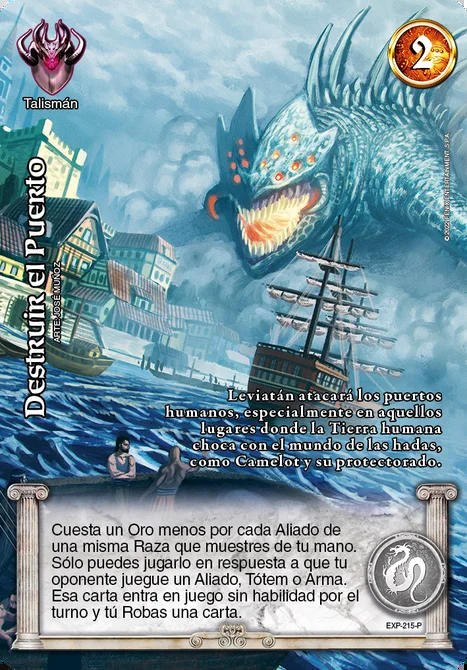 2
Talismán
Destruir el Puerto
ARTE: JOSÉ MUÑOZ
Leviatán atacará los puertos
humanos, especialmente en aquellos
lugares donde la Tierra humana
choca con el mundo de las hadas,
como Camelot y su protectorado.
Cuesta un Oro menos por cada Aliado de
una misma Raza que muestres de tu mano.
Sólo puedes jugarlo en respuesta a que tu
oponente juegue un Aliado, Tótem o Arma.
Esa carta entra en juego sin habilidad por el
turno y tú Robas una carta.
EXP-215-P